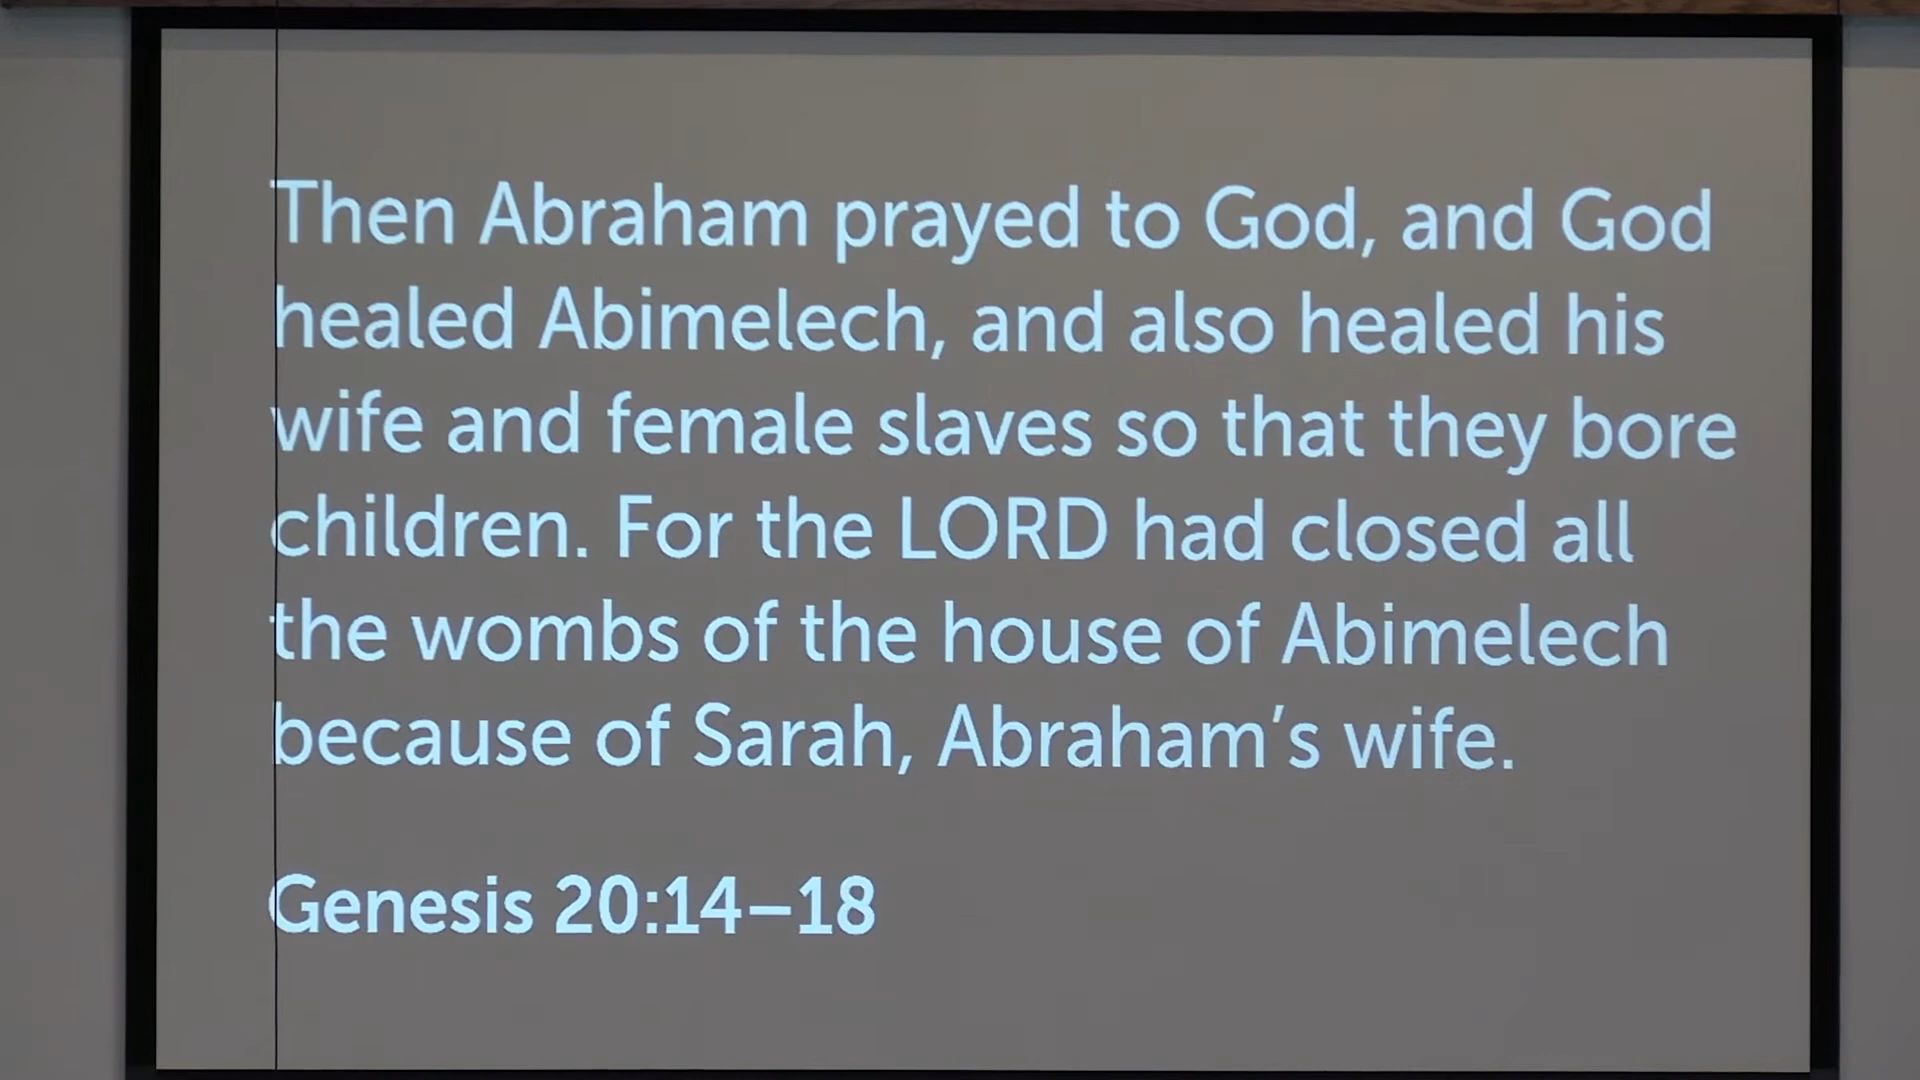 Then Abraham prayed to God, and God
healed Abimelech, and also healed his
wife and female slaves so that they bore
children. For the LORD had closed all
the wombs of the house of Abimelech
because of Sarah, Abraham’s wife.
Genesis 20:14–18